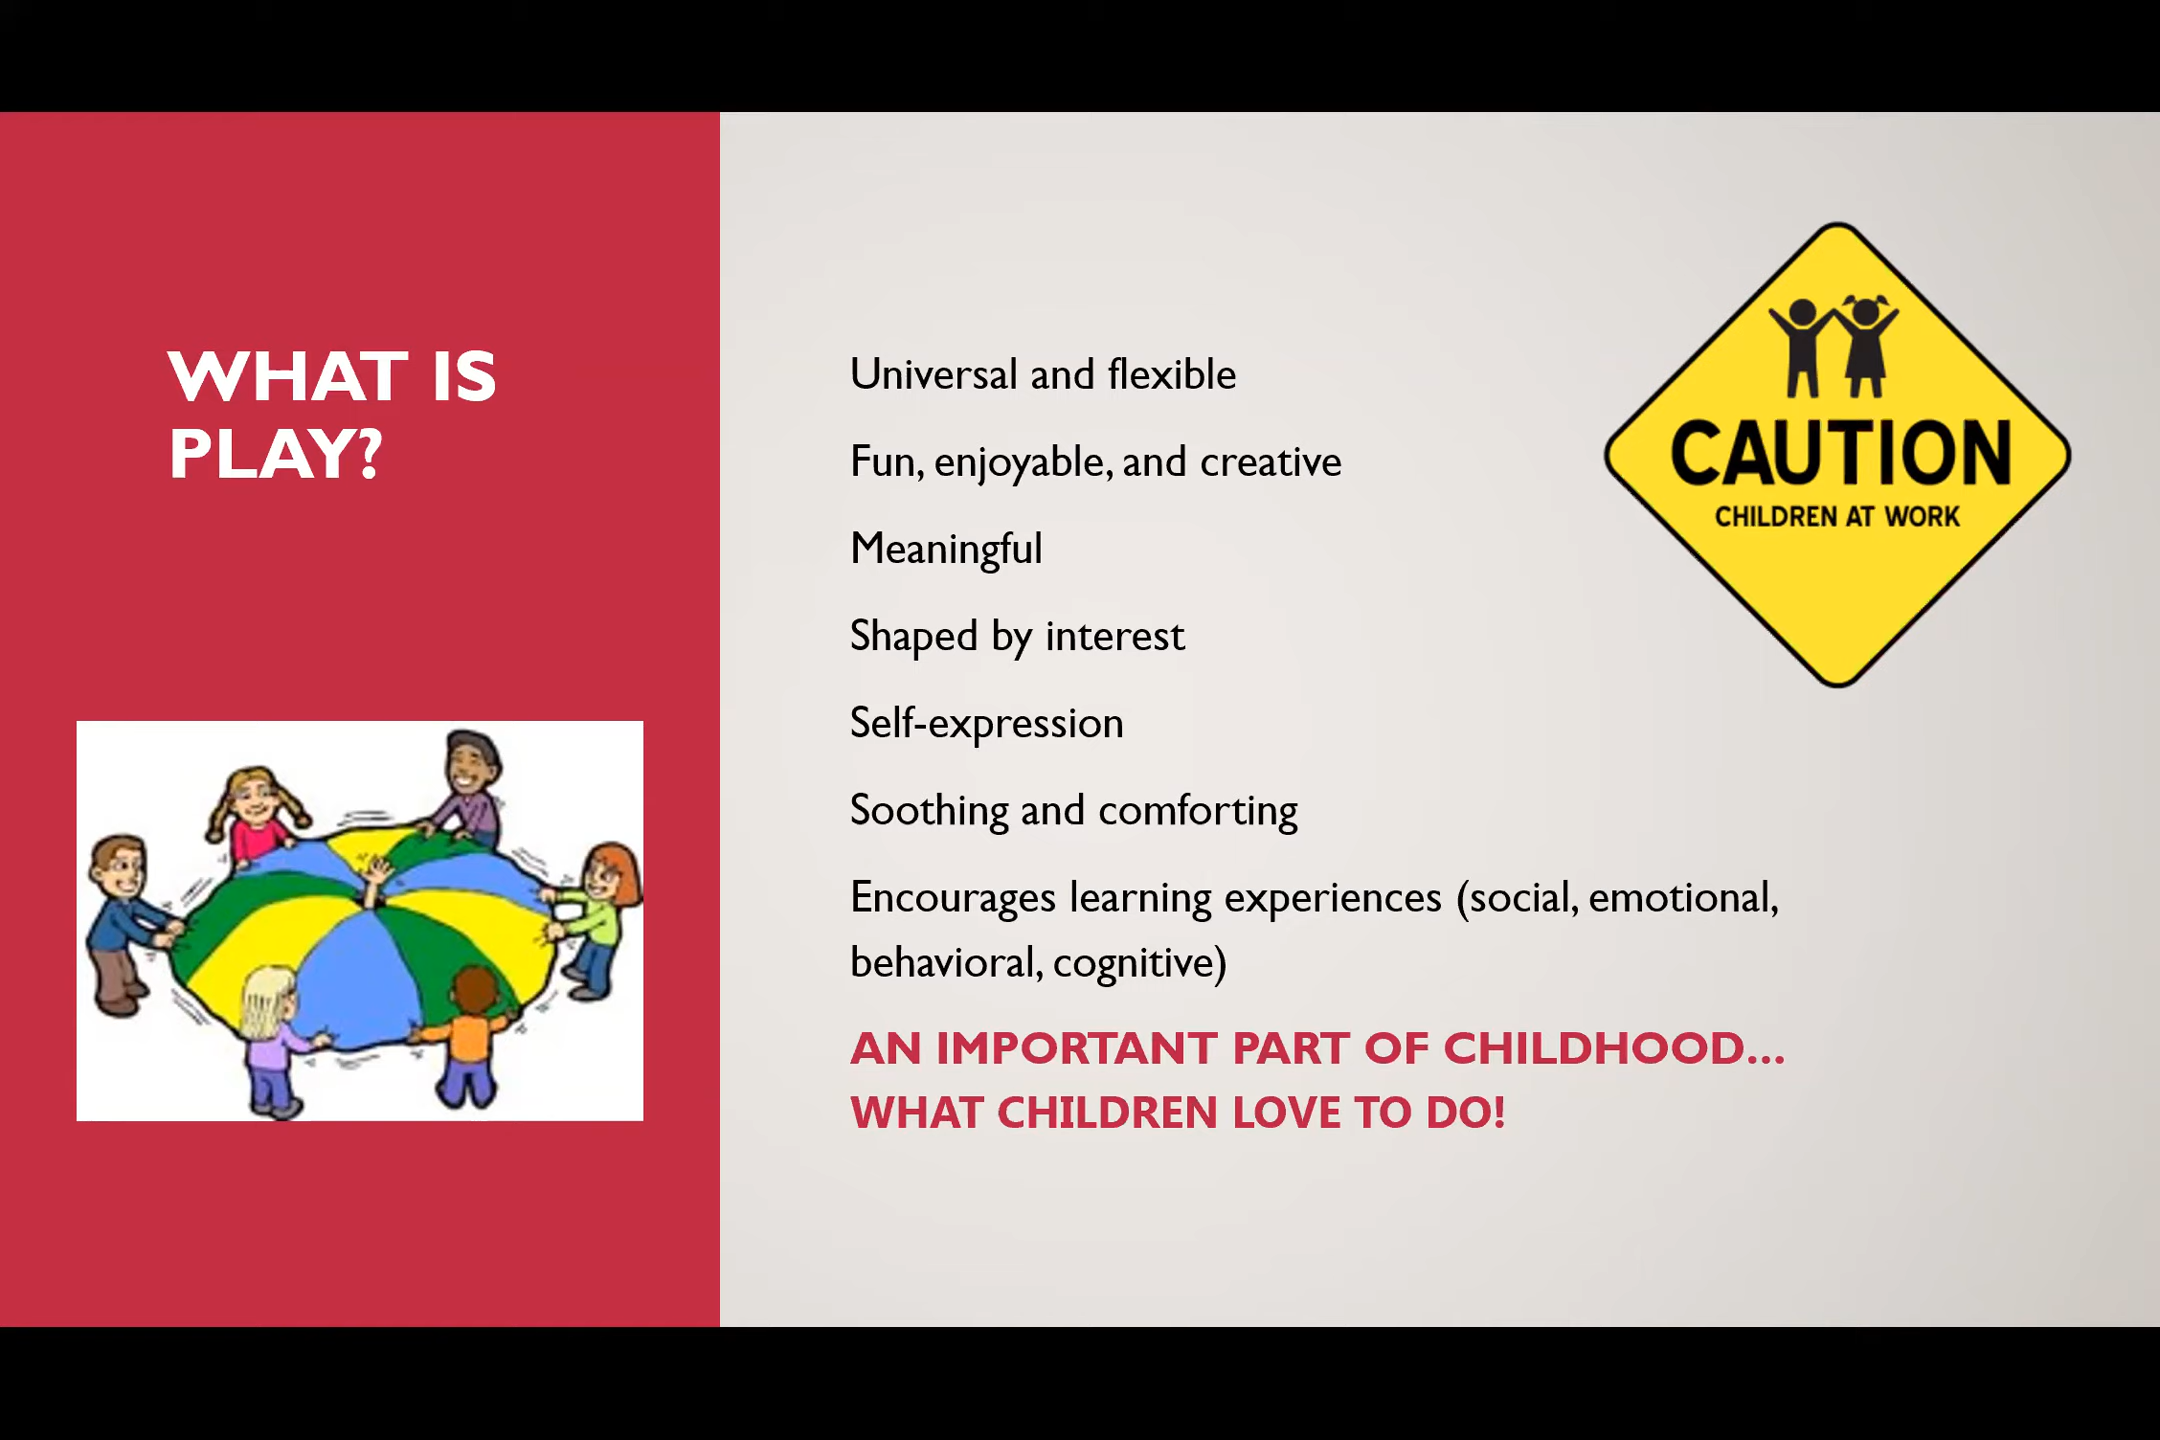 WHAT IS
PLAY?
Universal and flexible
Fun, enjoyable, and creative
Meaningful
Shaped by interest
Self-expression
Soothing and comforting
Encourages learning experiences (social, emotional,
behavioral, cognitive)
AN IMPORTANT PART OF CHILDHOOD...
WHAT CHILDREN LOVE TO DO!
CAUTION
CHILDREN AT WORK